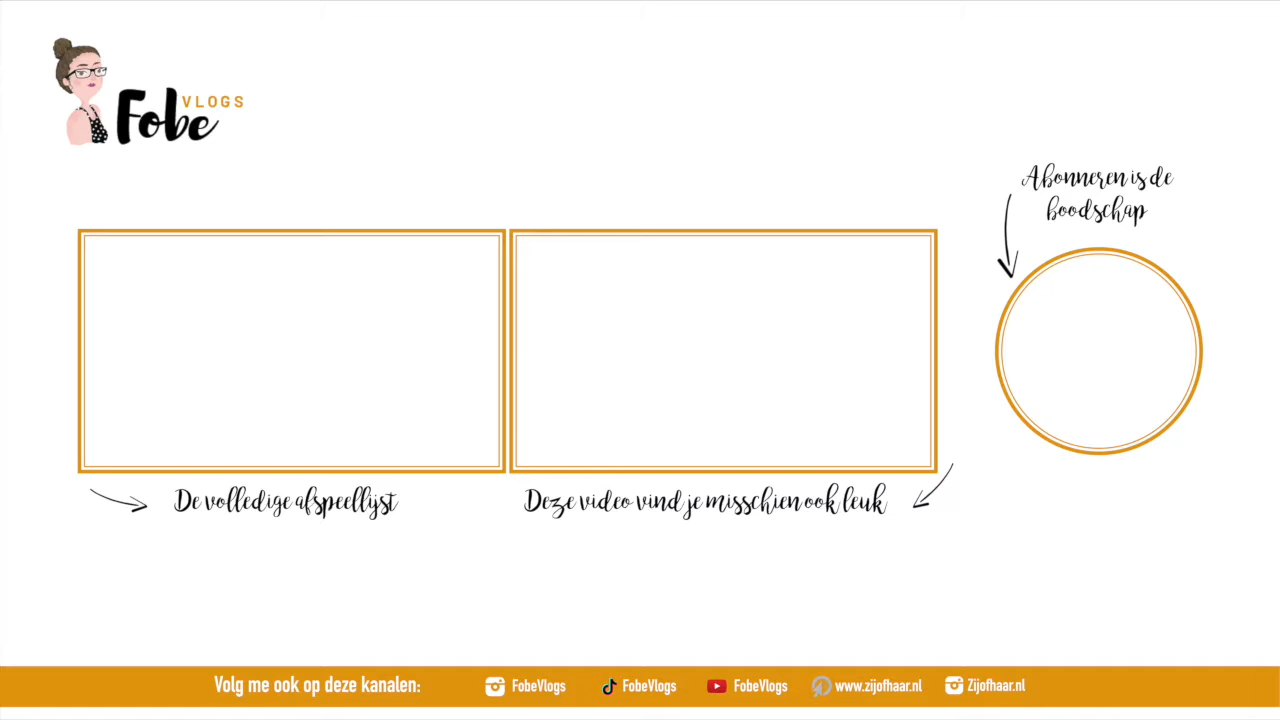 VLOGS
Fobe
Abonneren is de
boodschap
De volledige afspeellijst
Deze video vind je misschien ook leuk
Volg me ook op deze kanalen: FobeVlogs FobeVlogs FobeVlogs www.zijofhaar.nl Zijofhaar.nl